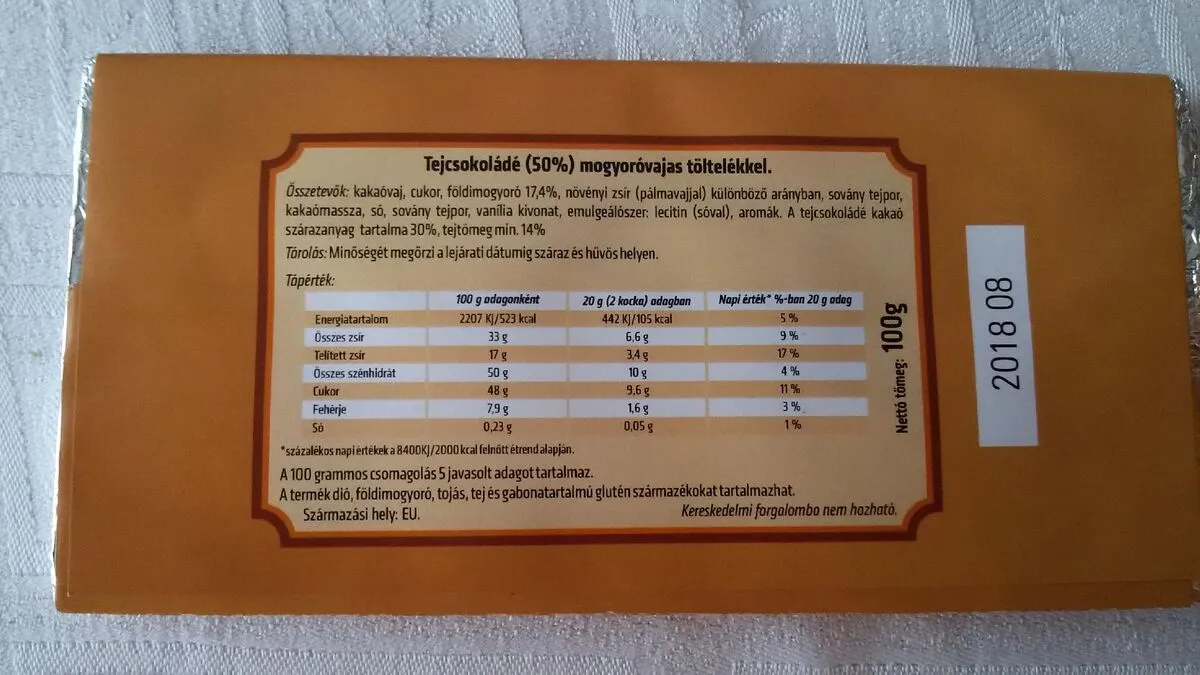 Tejcsokoládé (50%) mogyoróvajas töltelékkel.
Összetevők: kakaóvaj, cukor, földimogyoró 17,4%, növényi zsír (pálmavajjal) különböző arányban, sovány tejpor,
kakaómassza, só, sovány tejpor, vanília kivonat, emulgeálószer: lecitin (sóval), aromák. A tejcsokoládé kakaó
szárazanyag tartalma 30%, tejtömeg min. 14%
Tárolás: Minőségét megőrzi a lejárati dátumig száraz és hűvös helyen.
Tápérték:
100 g adagonként 20 g (2 kocka) adagban Napi érték* %-ban 20 g adag
Energiatartalom 2207 KJ/523 kcal 442 KJ/105 kcal 5 %
Összes zsír 33 g 6,6 g 9 %
Telített zsír 17 g 3,4 g 17 %
Összes szénhidrát 50 g 10 g 4 %
Cukor 48 g 9,6 g 11 %
Fehérje 7,9 g 1,6 g 3 %
Só 0,23 g 0,05 g 1 %
*százalékos napi értékek a 8400KJ/2000 kcal felnőtt étrend alapján.
A 100 grammos csomagolás 5 javasolt adagot tartalmaz.
A termék dió, földimogyoró, tojás, tej és gabonatartalmú glutén származékokat tartalmazhat.
Származási hely: EU. Kereskedelmi forgalomba nem hozható.
Nettó tömeg: 100g
2018 08